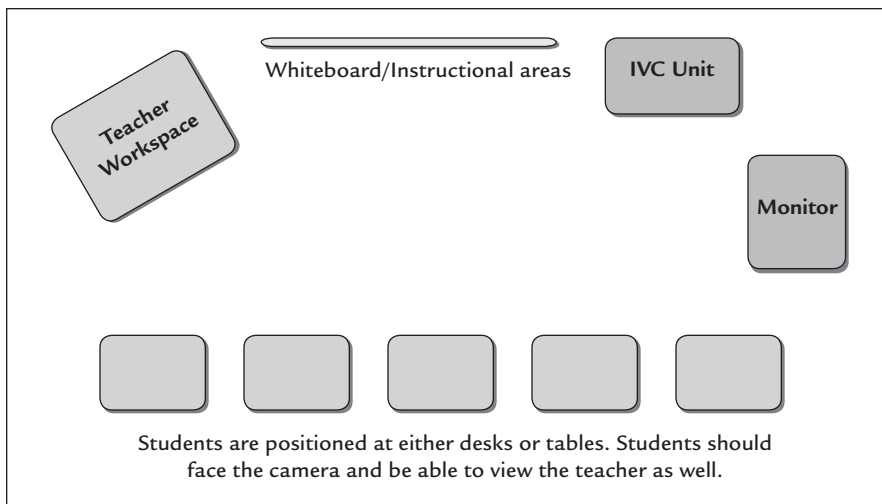 Whiteboard/Instructional areas
IVC Unit
Teacher
Workspace
Monitor
Students are positioned at either desks or tables. Students should
face the camera and be able to view the teacher as well.